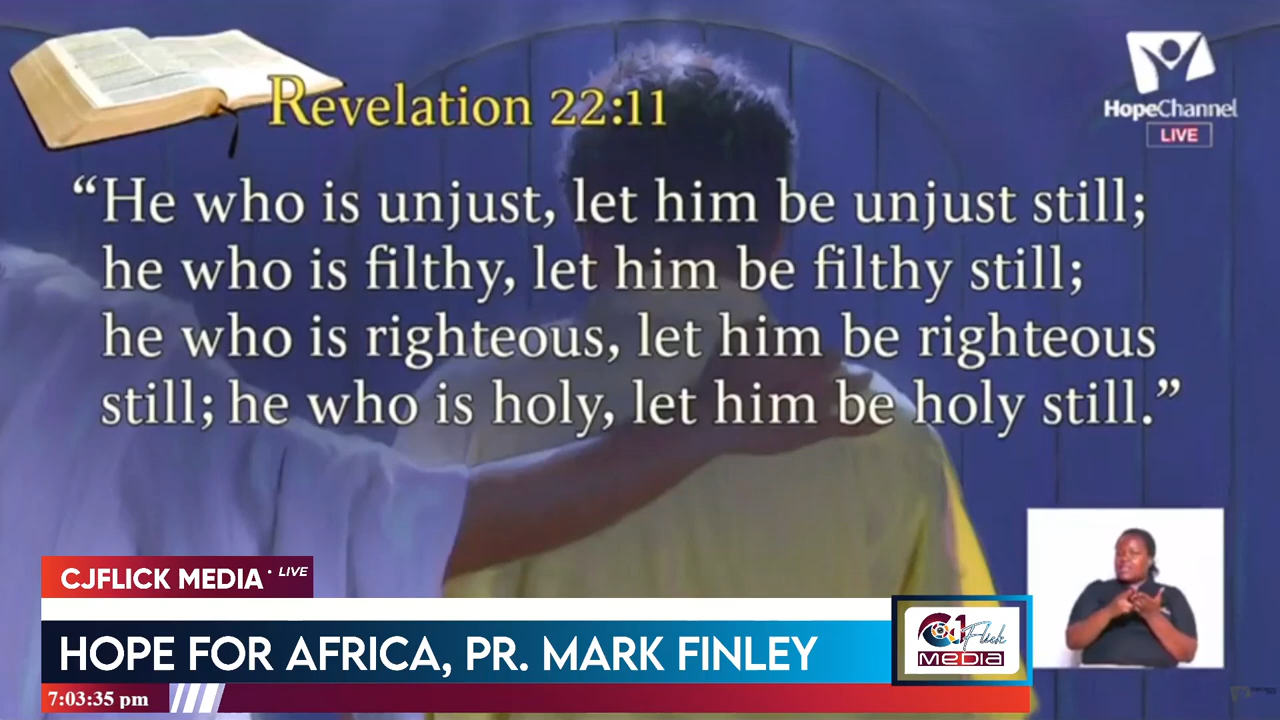 Revelation 22:11
HopeChannel
LIVE
“He who is unjust, let him be unjust still;
he who is filthy, let him be filthy still;
he who is righteous, let him be righteous
still; he who is holy, let him be holy still.”
CJFLICK MEDIA • LIVE
HOPE FOR AFRICA, PR. MARK FINLEY
Flick
MEDIA
7:03:35 pm